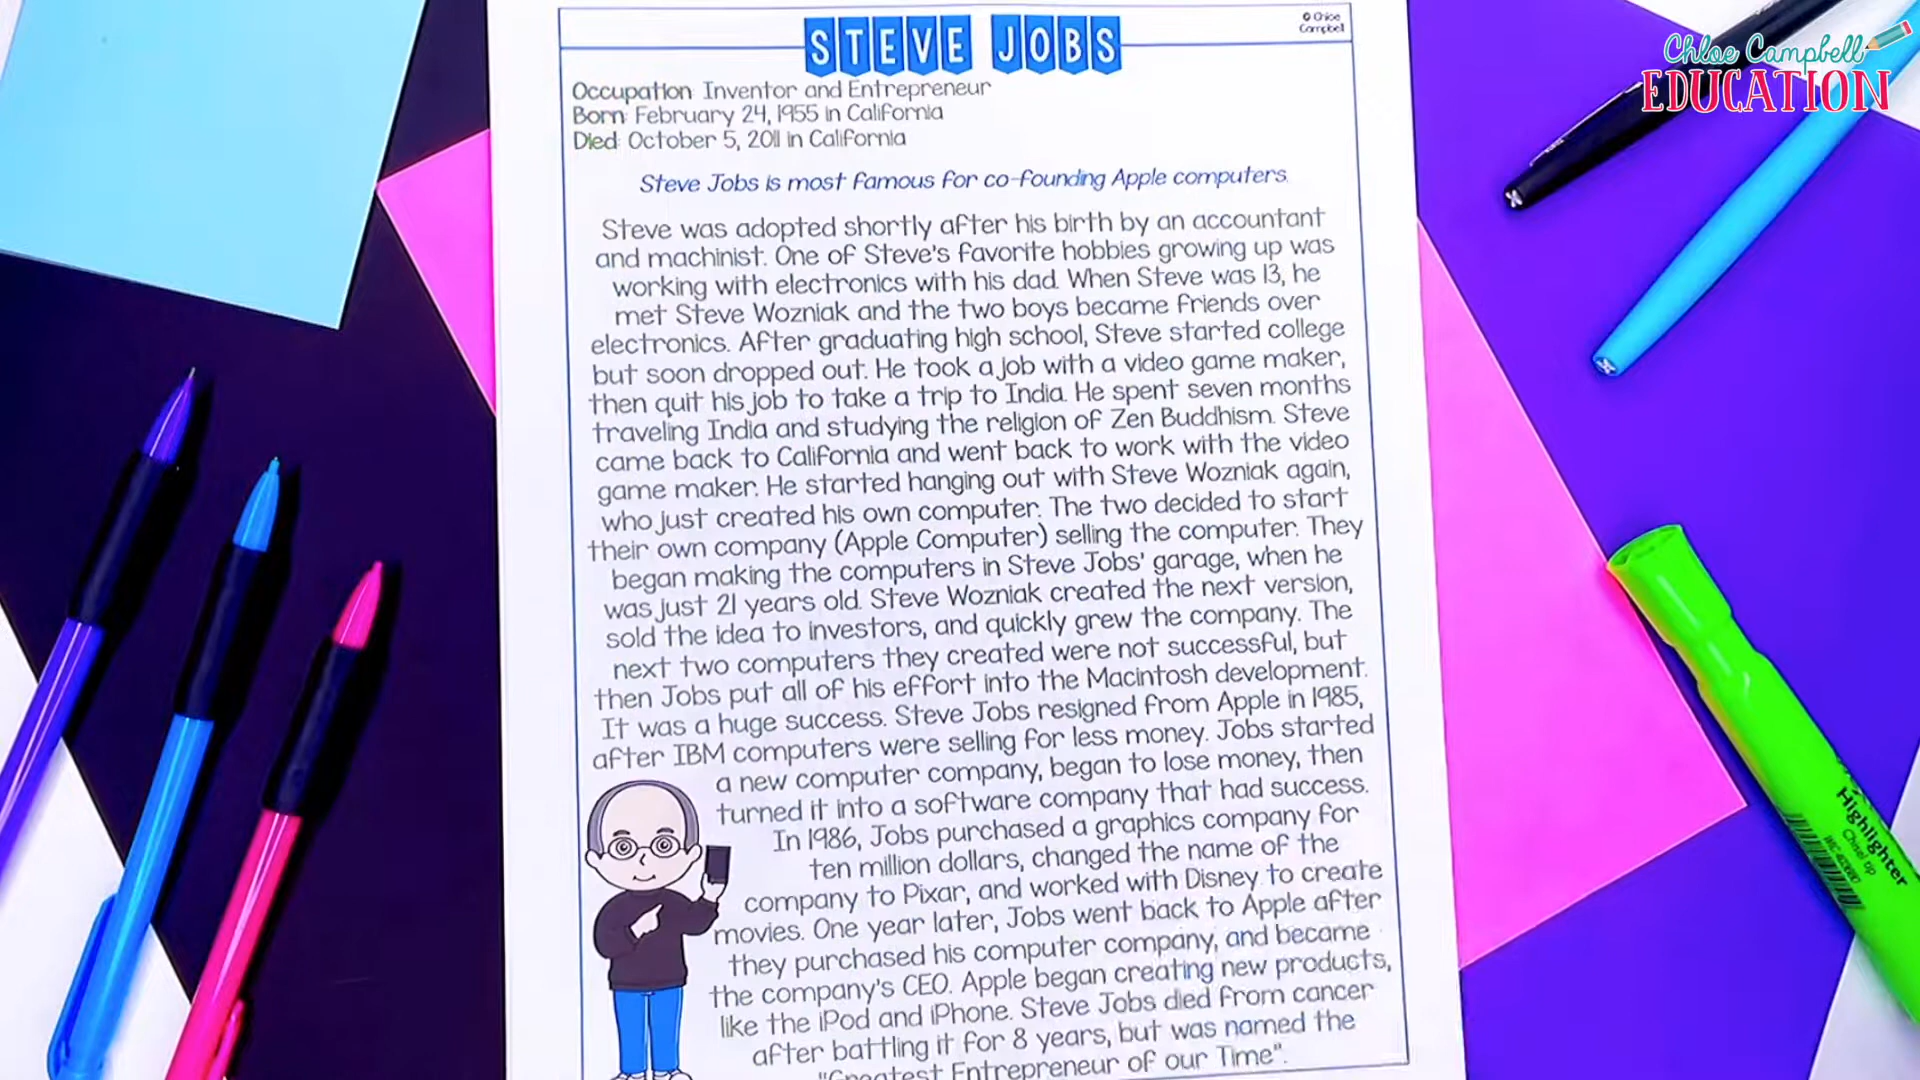 STEVE JOBS
© Chloe
Campbell
Chloe Campbell
EDUCATION
Occupation: Inventor and Entrepreneur
Born: February 24, 1955 in California
Died: October 5, 2011 in California
Steve Jobs is most famous for co-founding Apple computers.
Steve was adopted shortly after his birth by an accountant
and machinist. One of Steve's favorite hobbies growing up was
working with electronics with his dad. When Steve was 13, he
met Steve Wozniak and the two boys became friends over
electronics. After graduating high school, Steve started college
but soon dropped out. He took a job with a video game maker,
then quit his job to take a trip to India. He spent seven months
traveling India and studying the religion of Zen Buddhism. Steve
came back to California and went back to work with the video
game maker. He started hanging out with Steve Wozniak again,
who just created his own computer. The two decided to start
their own company (Apple Computer) selling the computer. They
began making the computers in Steve Jobs' garage, when he
was just 21 years old. Steve Wozniak created the next version,
sold the idea to investors, and quickly grew the company. The
next two computers they created were not successful, but
then Jobs put all of his effort into the Macintosh development.
It was a huge success. Steve Jobs resigned from Apple in 1985,
after IBM computers were selling for less money. Jobs started
a new computer company, began to lose money, then
turned it into a software company that had success.
In 1986, Jobs purchased a graphics company for
ten million dollars, changed the name of the
company to Pixar, and worked with Disney to create
movies. One year later, Jobs went back to Apple after
they purchased his computer company, and became
the company's CEO. Apple began creating new products,
like the iPod and iPhone. Steve Jobs died from cancer
after battling it for 8 years, but was named the
"Greatest Entrepreneur of our Time".
Highlighter
Chisel tip